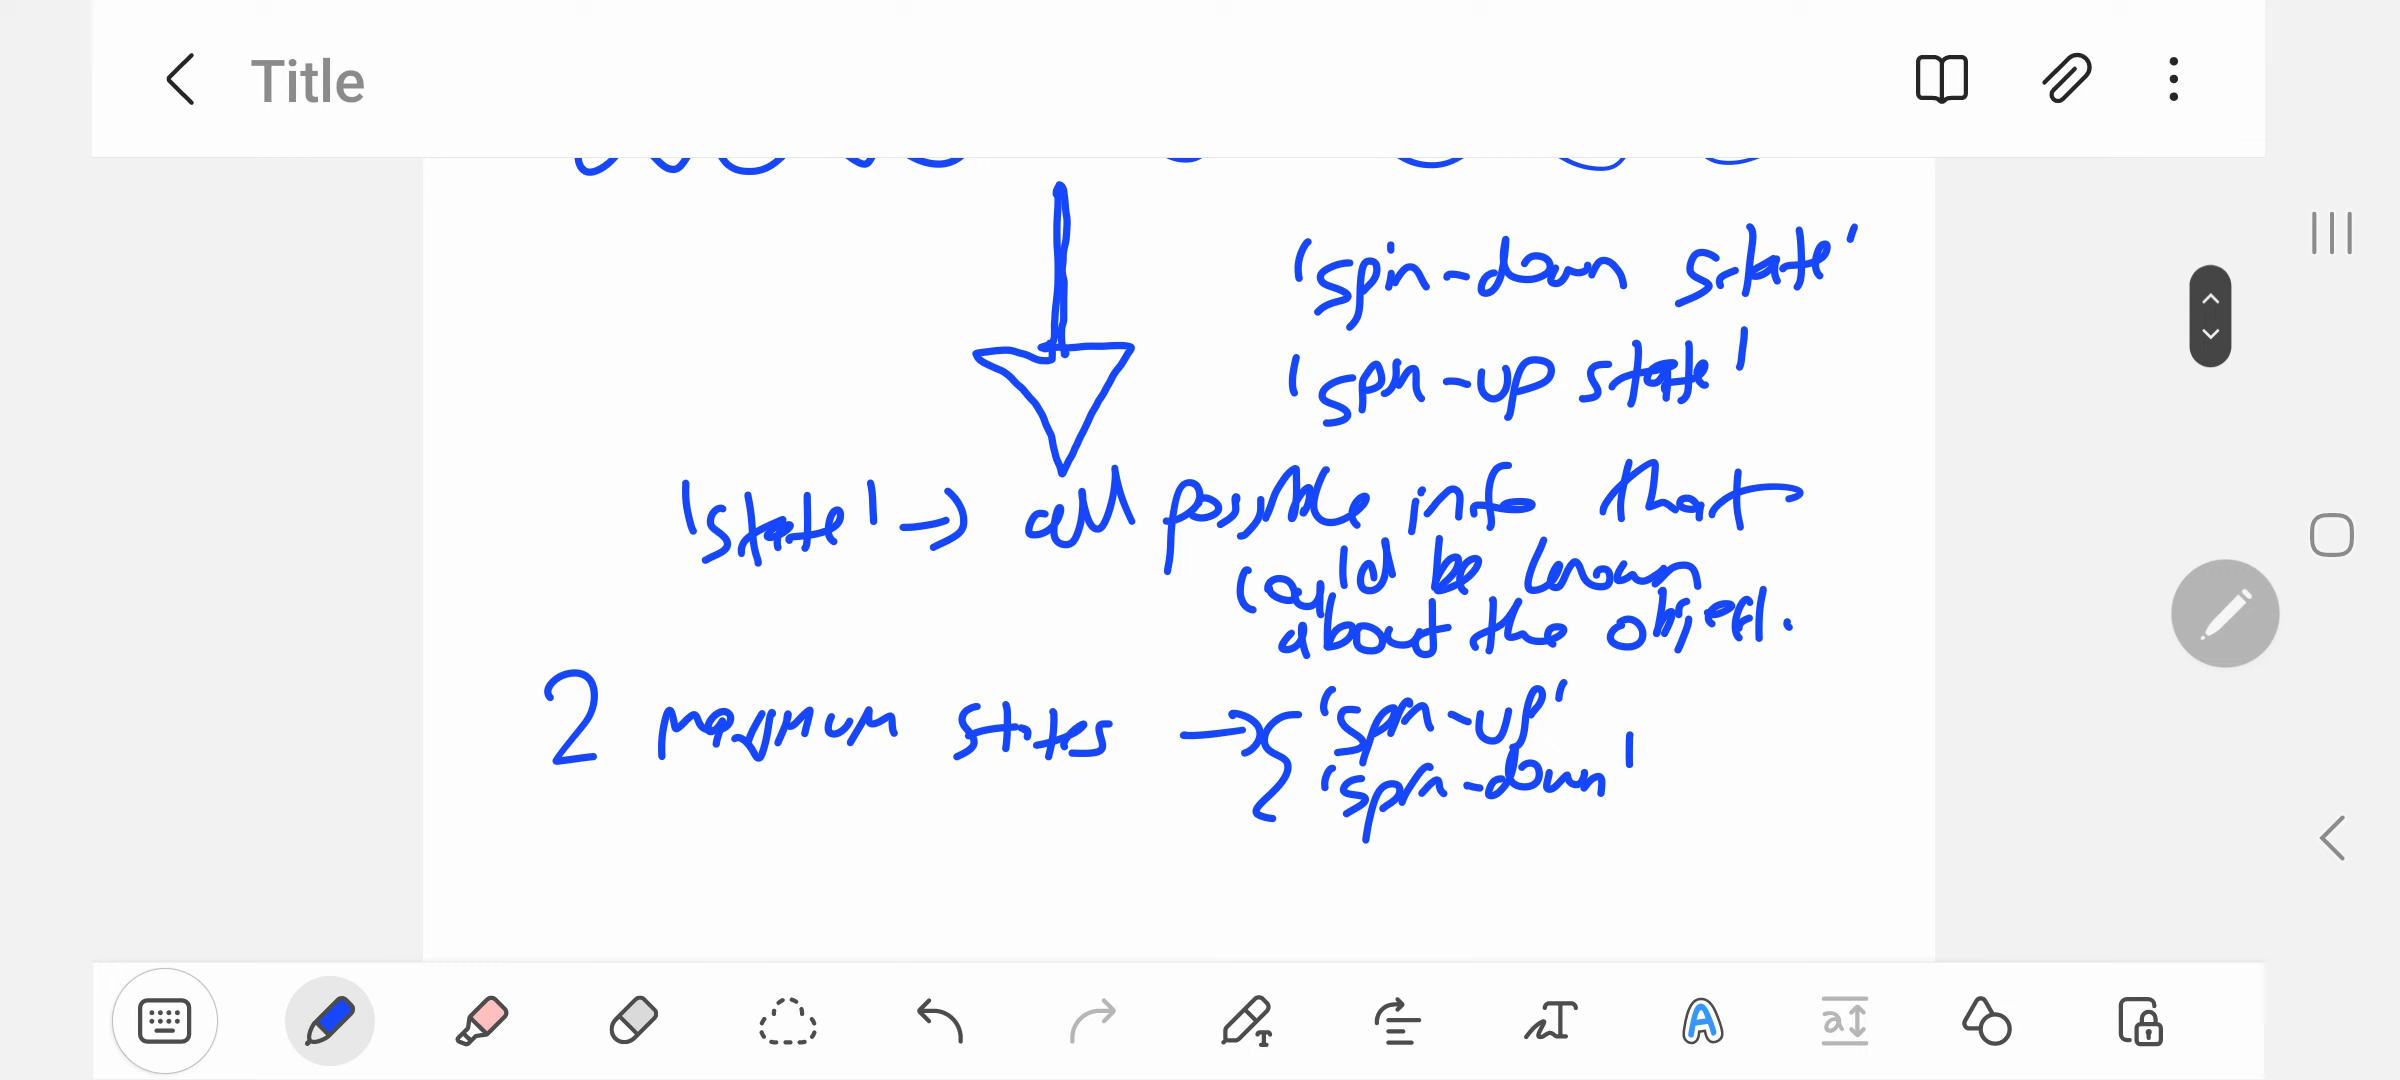 Title
'spin-down state'
'spin-up state'
'state' → all possible info that
could be known
about the object.
2 maximum states → { 'spin-up'
'spin-down'